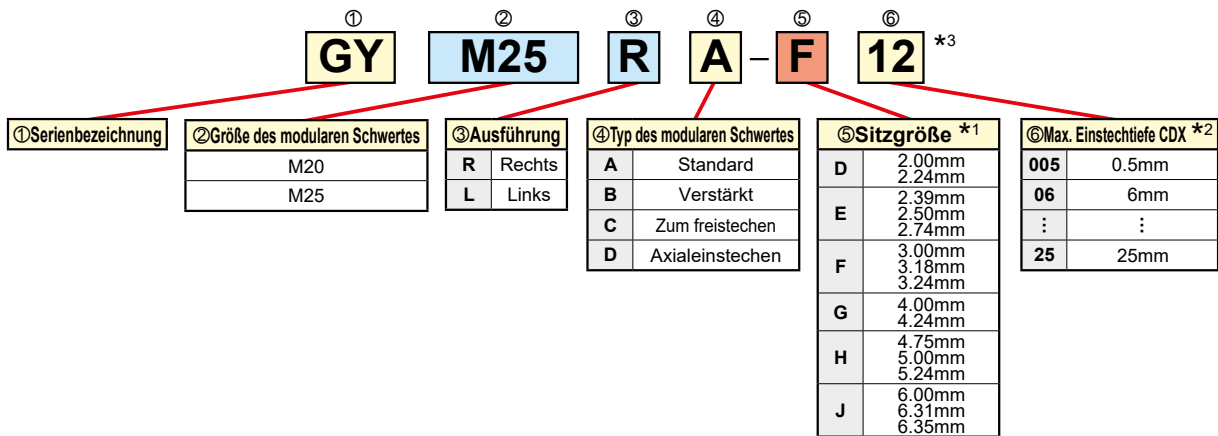 ① ② ③ ④ ⑤ ⑥
GY M25 R A – F 12 *3
①Serienbezeichnung
②Größe des modularen Schwertes
M20
M25
③Ausführung
R Rechts
L Links
④Typ des modularen Schwertes
A Standard
B Verstärkt
C Zum freistechen
D Axialeinstechen
⑤Sitzgröße *1
D 2.00mm
2.24mm
E 2.39mm
2.50mm
2.74mm
F 3.00mm
3.18mm
3.24mm
G 4.00mm
4.24mm
H 4.75mm
5.00mm
5.24mm
J 6.00mm
6.31mm
6.35mm
⑥Max. Einstechtiefe CDX *2
005 0.5mm
06 6mm
⋮ ⋮
25 25mm